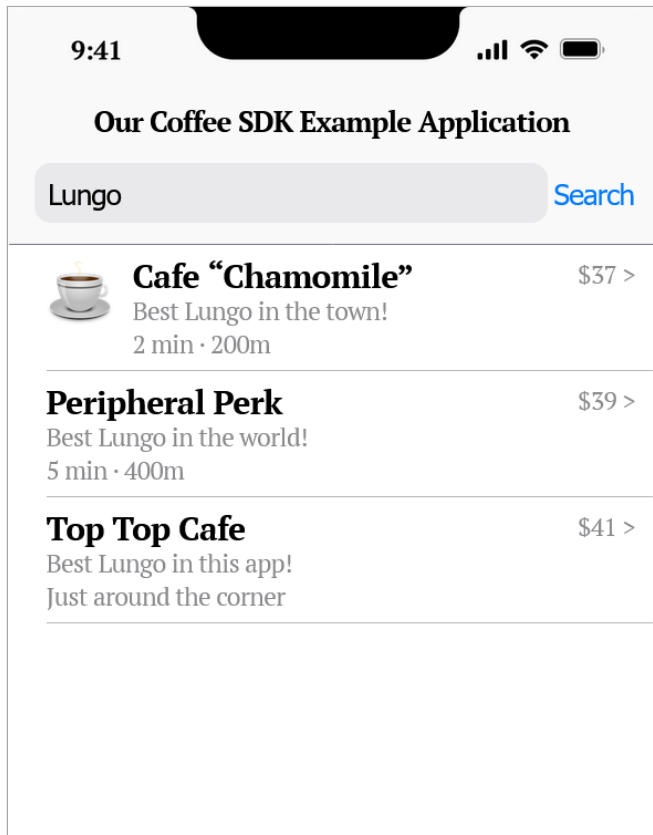 9:41
Our Coffee SDK Example Application
Lungo
Search
Cafe “Chamomile”
$37 >
Best Lungo in the town!
2 min · 200m
Peripheral Perk
$39 >
Best Lungo in the world!
5 min · 400m
Top Top Cafe
$41 >
Best Lungo in this app!
Just around the corner